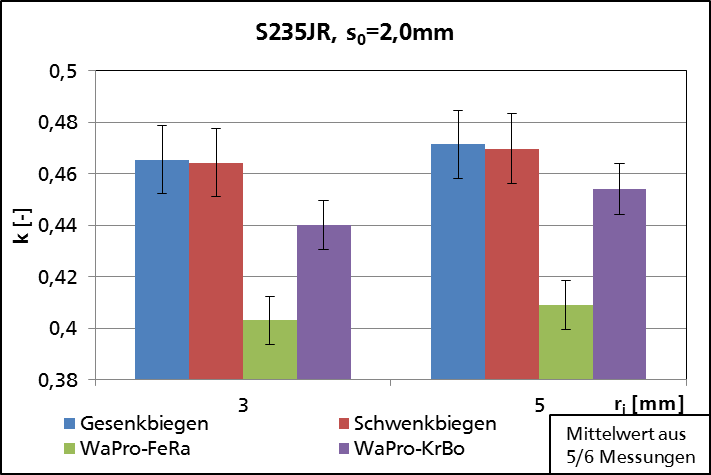 S235JR, s₀=2,0mm
0,5
0,48
0,46
0,44
0,42
0,4
0,38
k [-]
3
5
rᵢ [mm]
Gesenkbiegen
Schwenkbiegen
WaPro-FeRa
WaPro-KrBo
Mittelwert aus
5/6 Messungen